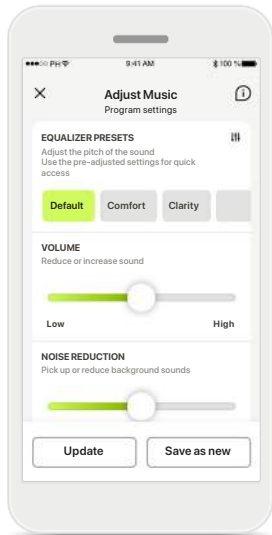 PH
9:41 AM
100 %
Adjust Music
Program settings
EQUALIZER PRESETS
Adjust the pitch of the sound
Use the pre-adjusted settings for quick
access
Default Comfort Clarity
VOLUME
Reduce or increase sound
Low High
NOISE REDUCTION
Pick up or reduce background sounds
Update Save as new